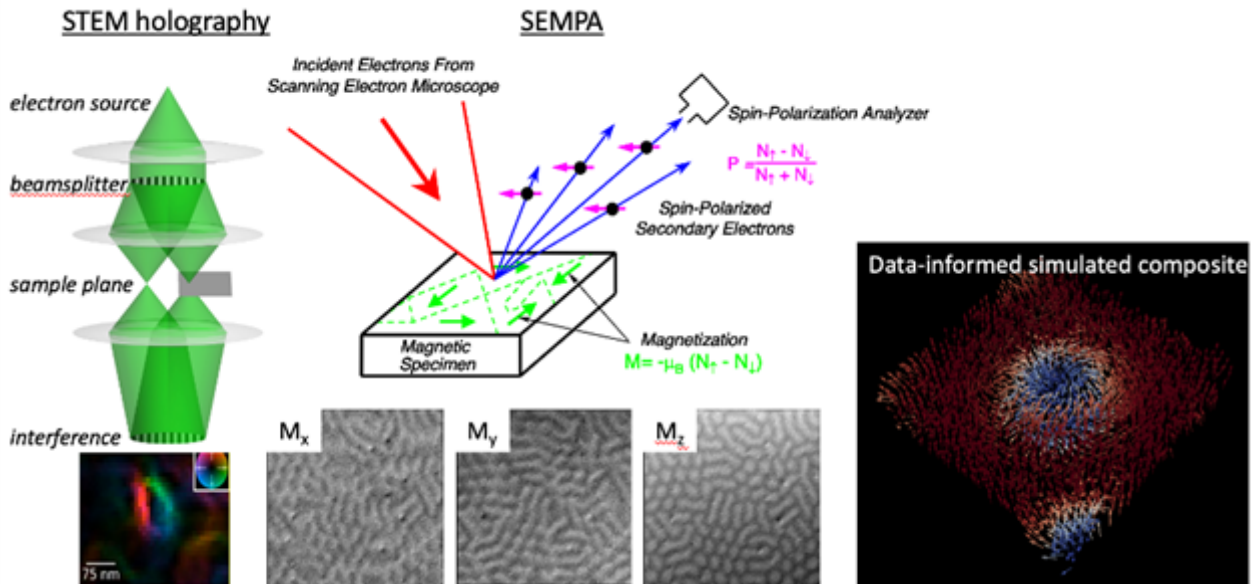 STEM holography
electron source
beamsplitter
sample plane
interference
75 nm
SEMPA
Incident Electrons From
Scanning Electron Microscope
Spin-Polarization Analyzer
P = N↑ - N↓
N↑ + N↓
Spin-Polarized
Secondary Electrons
Magnetization
M= -μB (N↑ - N↓)
Magnetic
Specimen
Mx
My
Mz
Data-informed simulated composite